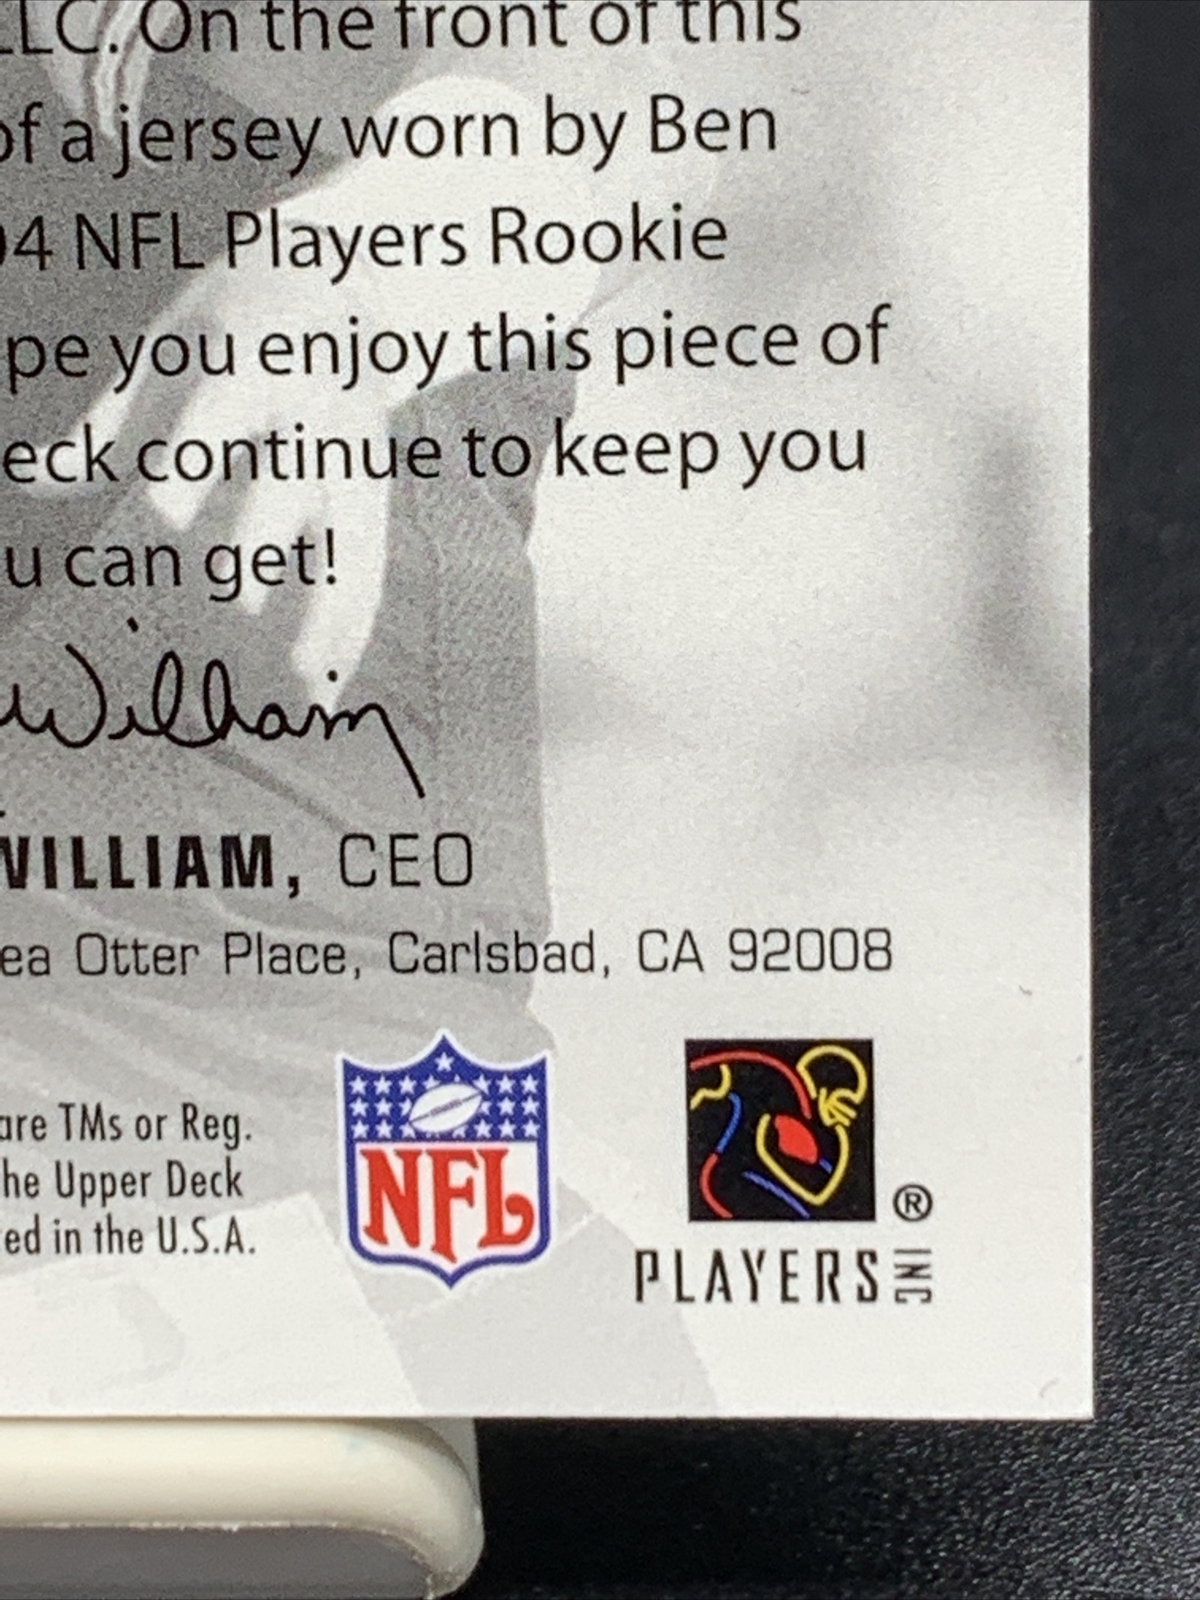 LLC. On the front of this
of a jersey worn by Ben
04 NFL Players Rookie
pe you enjoy this piece of
eck continue to keep you
u can get!
William
WILLIAM, CEO
ea Otter Place, Carlsbad, CA 92008
are TMs or Reg.
he Upper Deck
ed in the U.S.A.
NFL
®
PLAYERS INC